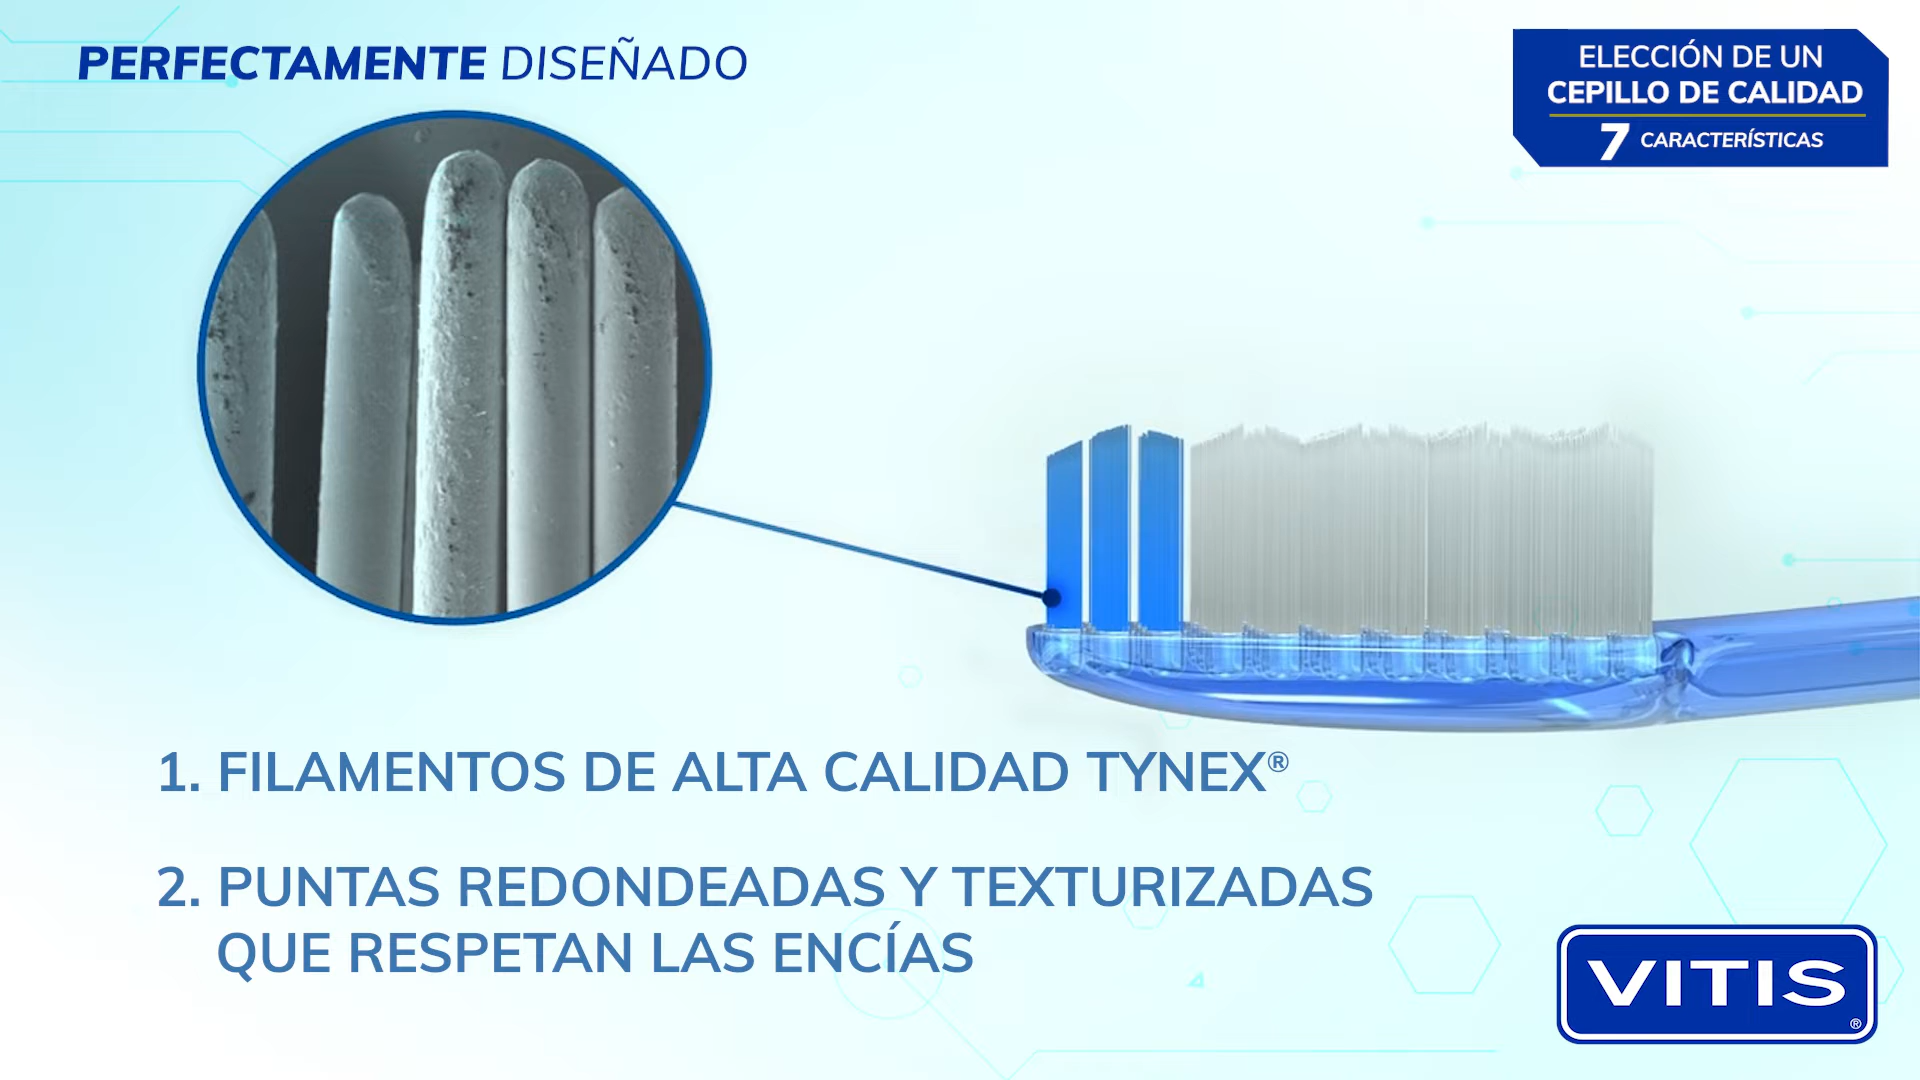 PERFECTAMENTE DISEÑADO
ELECCIÓN DE UN
CEPILLO DE CALIDAD
7 CARACTERÍSTICAS
1. FILAMENTOS DE ALTA CALIDAD TYNEX®
2. PUNTAS REDONDEADAS Y TEXTURIZADAS
QUE RESPETAN LAS ENCÍAS
VITIS®